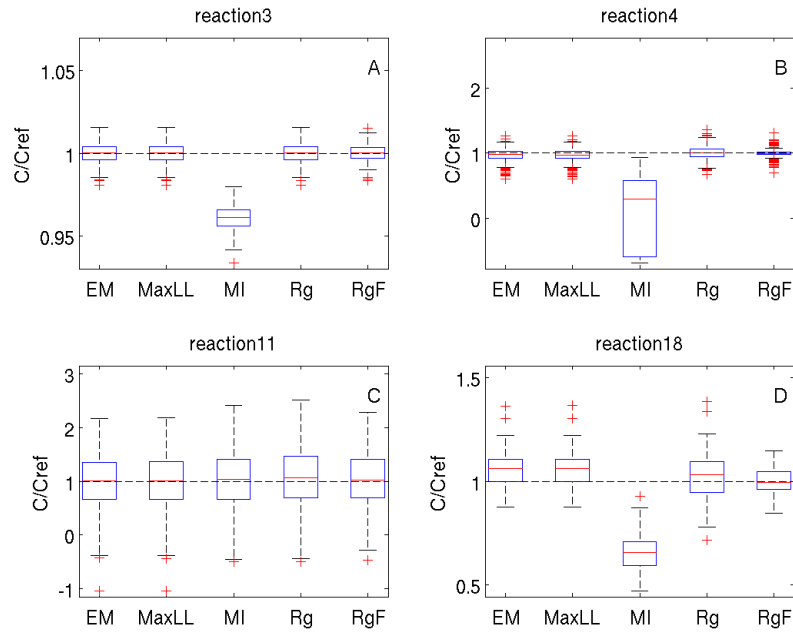 reaction3
A
C/Cref
1.05
1
0.95
EM MaxLL MI Rg RgF
reaction4
B
C/Cref
2
1
0
EM MaxLL MI Rg RgF
reaction11
C
C/Cref
3
2
1
0
-1
EM MaxLL MI Rg RgF
reaction18
D
C/Cref
1.5
1
0.5
EM MaxLL MI Rg RgF